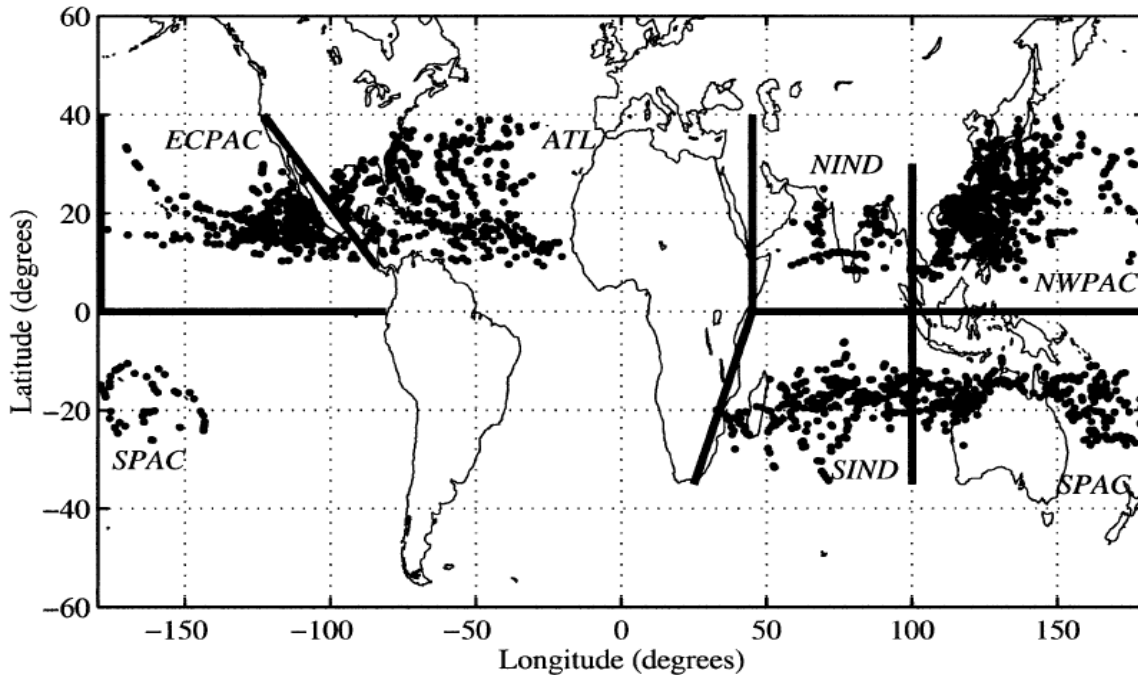 60
50
40
20
0
−20
−40
−60
Latitude (degrees)
ECPAC
ATL
NIND
NWPAC
SPAC
SIND
SPAC
−150
−100
−50
0
50
100
150
Longitude (degrees)